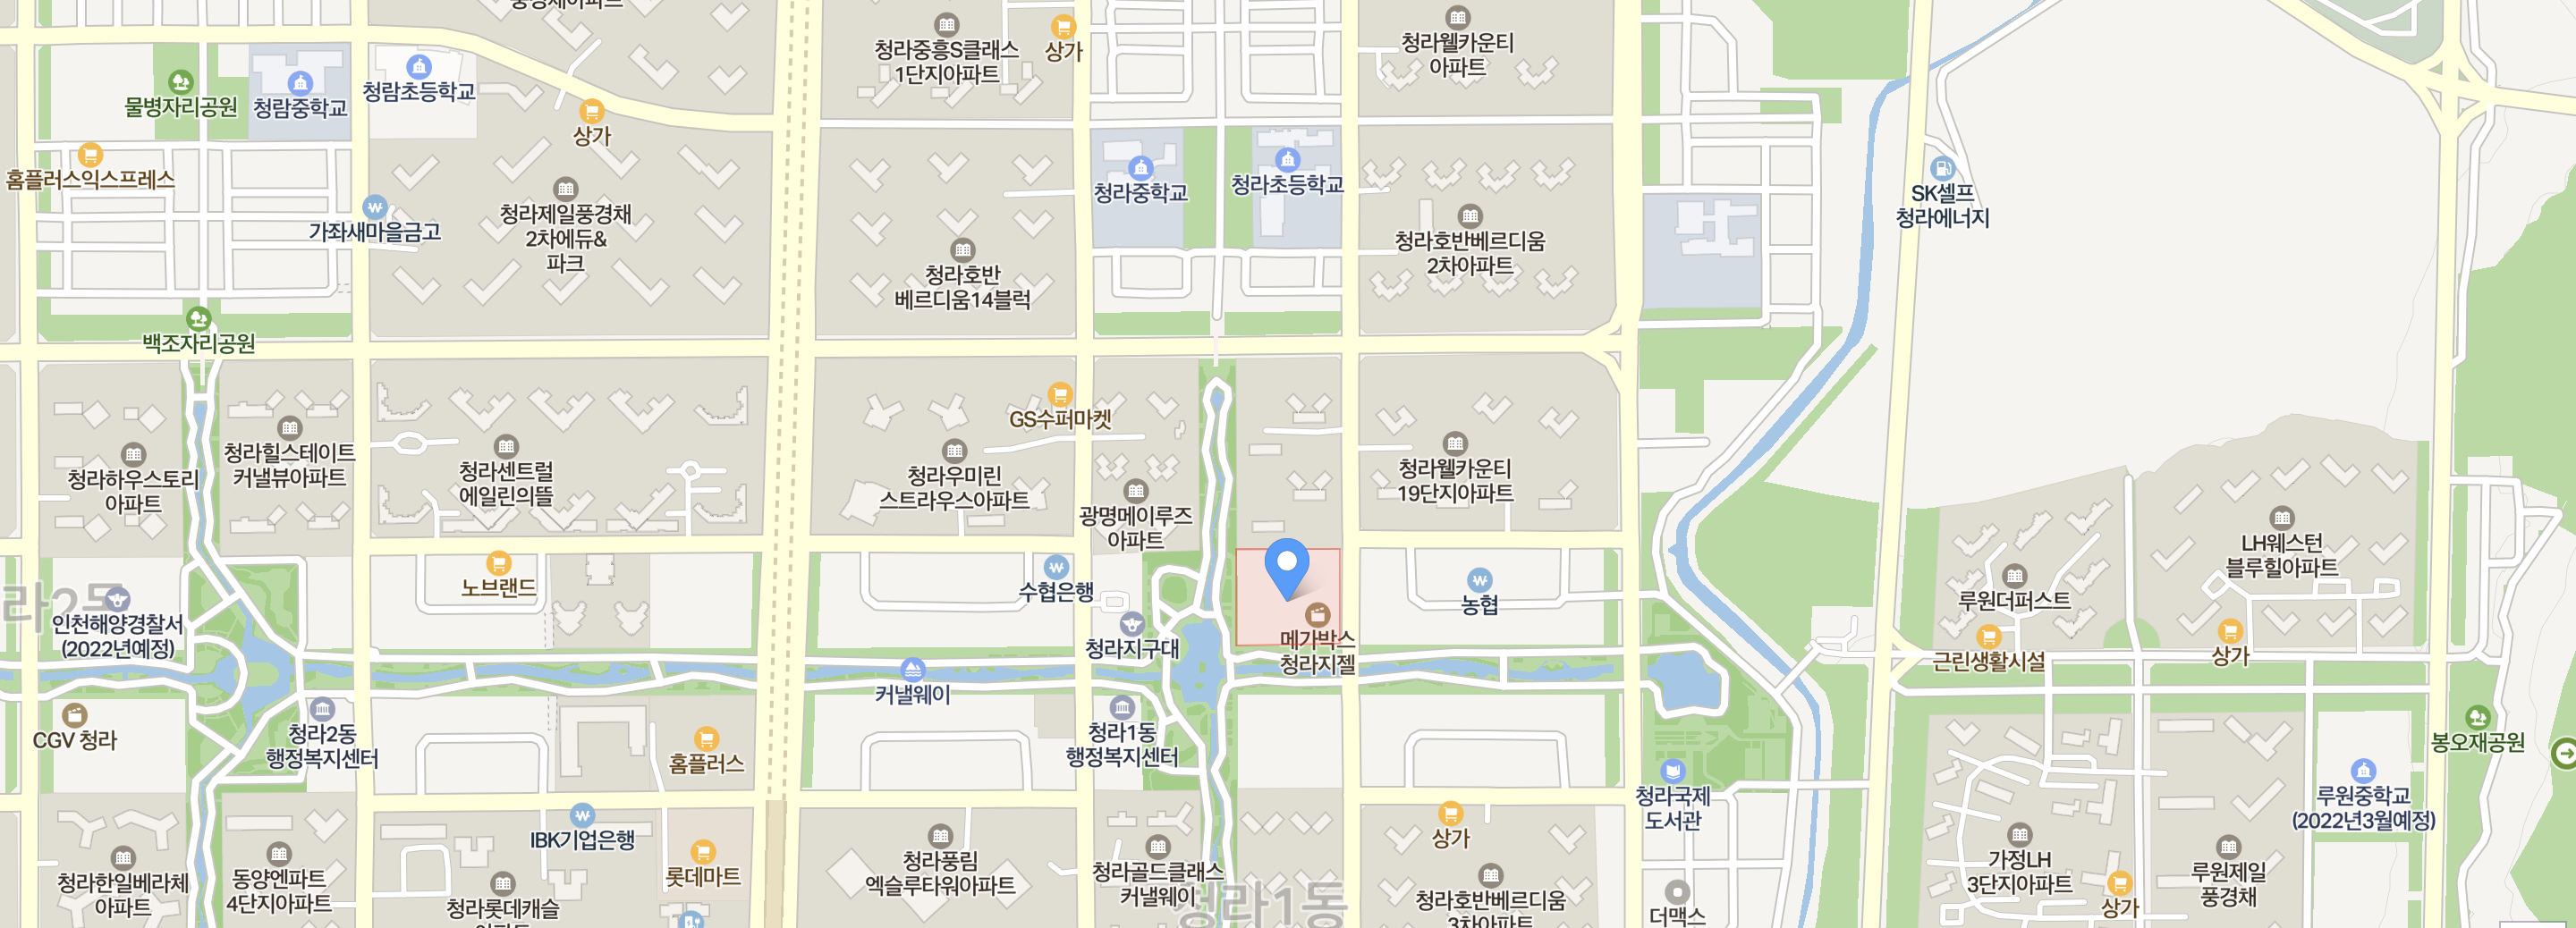 청라중흥S클래스
1단지아파트
상가
청라웰카운티
아파트
물병자리공원
청람중학교
청람초등학교
상가
홈플러스익스프레스
가좌새마을금고
청라제일풍경채
2차에듀&
파크
청라호반
베르디움14블럭
청라중학교
청라초등학교
청라호반베르디움
2차아파트
SK셀프
청라에너지
백조자리공원
GS수퍼마켓
청라하우스토리
아파트
청라힐스테이트
커낼뷰아파트
청라센트럴
에일린의뜰
청라우미린
스트라우스아파트
광명메이루즈
아파트
청라웰카운티
19단지아파트
LH웨스턴
블루힐아파트
루원더퍼스트
노브랜드
수협은행
농협
라2동
인천해양경찰서
(2022년예정)
청라지구대
메가박스
청라지젤
근린생활시설
상가
커낼웨이
CGV 청라
청라2동
행정복지센터
홈플러스
청라1동
행정복지센터
봉오재공원
청라국제
도서관
루원중학교
(2022년3월예정)
IBK기업은행
상가
청라한일베라체
아파트
동양엔파트
4단지아파트
청라롯데캐슬
롯데마트
청라풍림
엑슬루타워아파트
청라골드클래스
커낼웨이
청라1동
청라호반베르디움
3차아파트
더맥스
가정LH
3단지아파트
상가
루원제일
풍경채